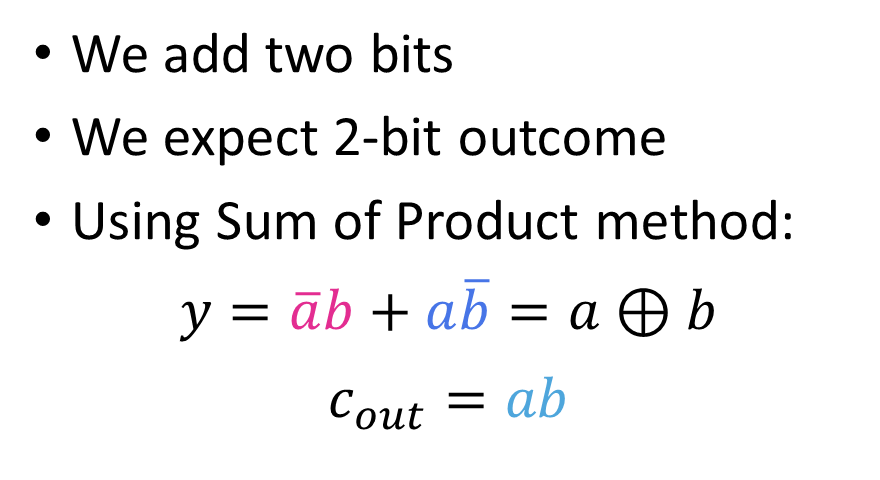 • We add two bits
• We expect 2-bit outcome
• Using Sum of Product method:
y = a̅b + ab̅ = a ⊕ b
c_out = ab